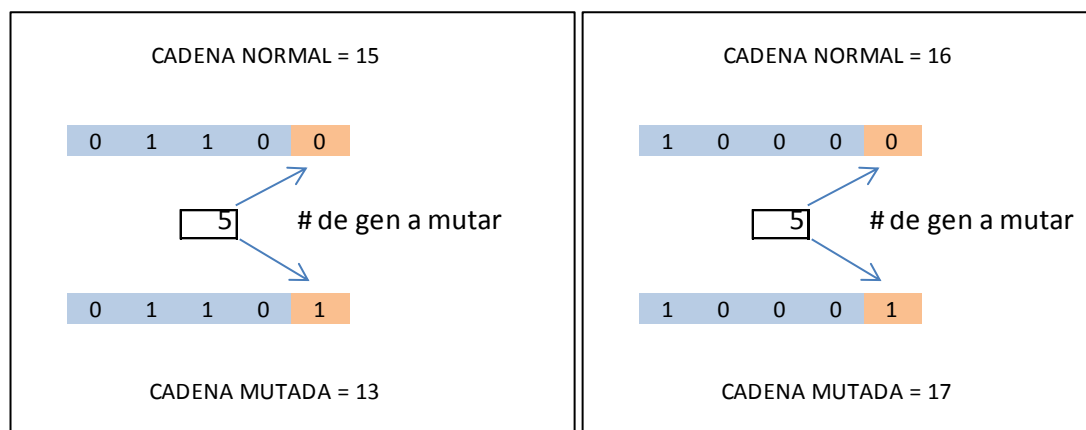 CADENA NORMAL = 15
0 1 1 0 0
5 # de gen a mutar
0 1 1 0 1
CADENA MUTADA = 13
CADENA NORMAL = 16
1 0 0 0 0
5 # de gen a mutar
1 0 0 0 1
CADENA MUTADA = 17